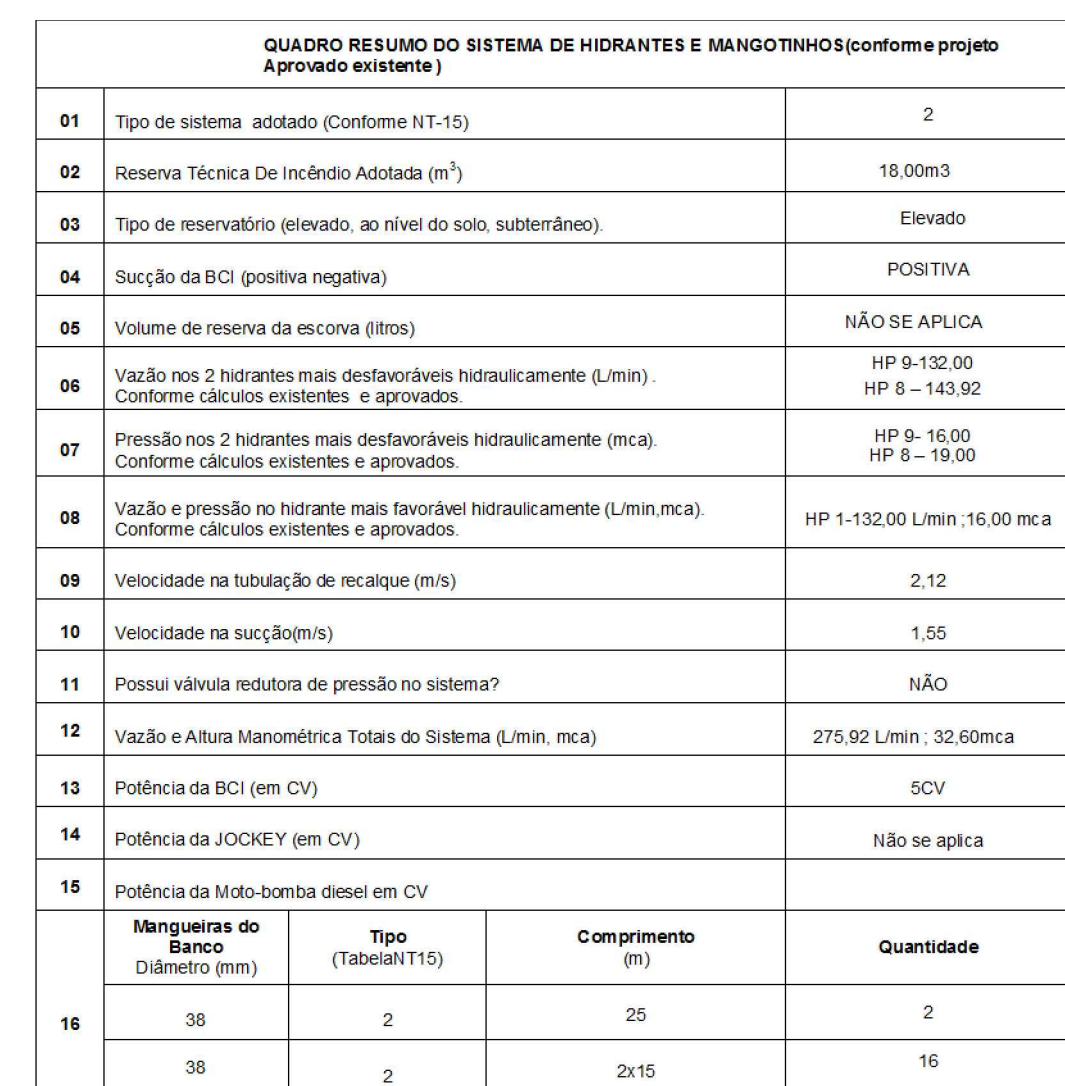 QUADRO RESUMO DO SISTEMA DE HIDRANTES E MANGOTINHOS(conforme projeto
Aprovado existente )
01 Tipo de sistema adotado (Conforme NT-15) 2
02 Reserva Técnica De Incêndio Adotada (m³) 18,00m3
03 Tipo de reservatório (elevado, ao nível do solo, subterrâneo). Elevado
04 Sucção da BCI (positiva negativa) POSITIVA
05 Volume de reserva da escorva (litros) NÃO SE APLICA
06 Vazão nos 2 hidrantes mais desfavoráveis hidraulicamente (L/min) . HP 9-132,00
Conforme cálculos existentes e aprovados. HP 8 – 143,92
07 Pressão nos 2 hidrantes mais desfavoráveis hidraulicamente (mca). HP 9- 16,00
Conforme cálculos existentes e aprovados. HP 8 – 19,00
08 Vazão e pressão no hidrante mais favorável hidraulicamente (L/min,mca).
Conforme cálculos existentes e aprovados. HP 1-132,00 L/min ;16,00 mca
09 Velocidade na tubulação de recalque (m/s) 2,12
10 Velocidade na sucção(m/s) 1,55
11 Possui válvula redutora de pressão no sistema? NÃO
12 Vazão e Altura Manométrica Totais do Sistema (L/min, mca) 275,92 L/min ; 32,60mca
13 Potência da BCI (em CV) 5CV
14 Potência da JOCKEY (em CV) Não se aplica
15 Potência da Moto-bomba diesel em CV
16
Mangueiras do
Banco
Diâmetro (mm)
Tipo
(TabelaNT15)
Comprimento
(m)
Quantidade
38 2 25 2
38 2 2x15 16